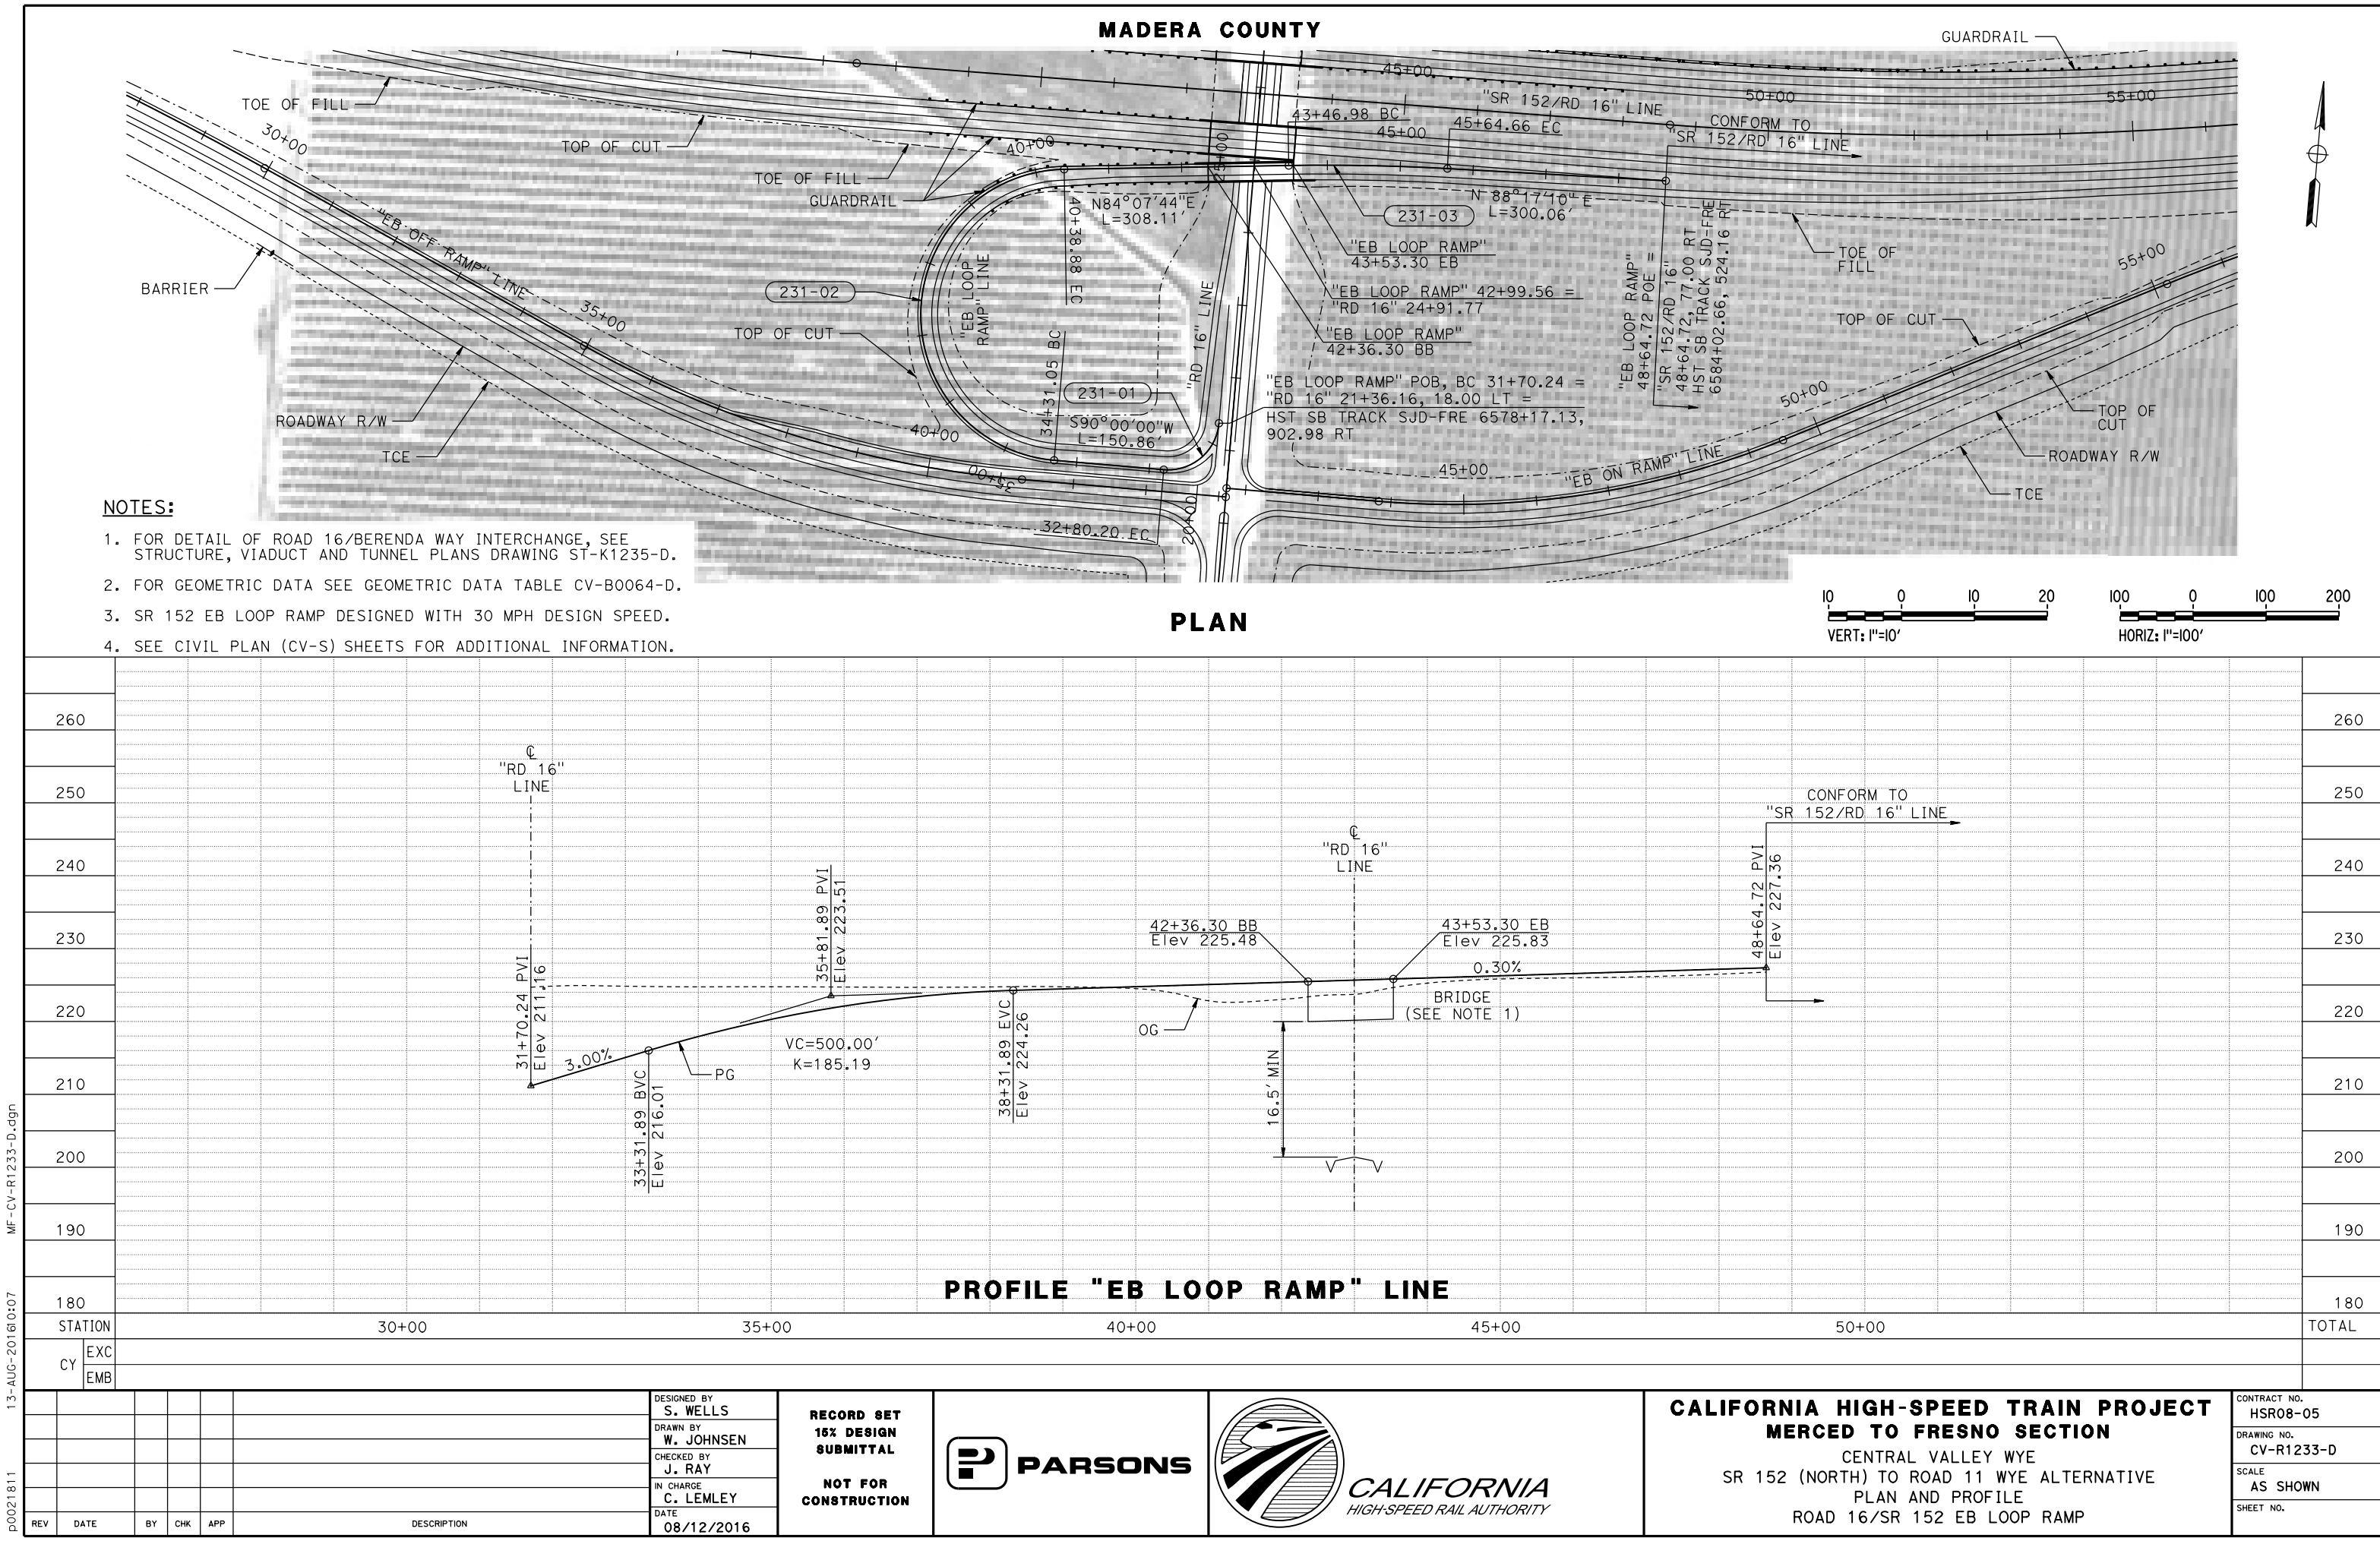 MADERA COUNTY
GUARDRAIL
TOE OF FILL
30+00
TOP OF CUT
TOE OF FILL
GUARDRAIL
40+00
25+00
45+00
"SR 152/RD 16" LINE
50+00
55+00
43+46.98 BC
45+00
45+64.66 EC
CONFORM TO
"SR 152/RD 16" LINE
"EB OFF RAMP" LINE
BARRIER
231-02
TOP OF CUT
35+00
"EB LOOP
RAMP" LINE
N84°07'44"E
L=308.11'
40+38.88 EC
34+31.05 BC
"RD 16" LINE
231-01
S90°00'00"W
L=150.86'
231-03
N 88°17'10" E
L=300.06'
"EB LOOP RAMP"
43+53.30 EB
"EB LOOP RAMP" 42+99.56 =
"RD 16" 24+91.77
"EB LOOP RAMP"
42+36.30 BB
"EB LOOP RAMP" POB, BC 31+70.24 =
"RD 16" 21+36.16, 18.00 LT =
HST SB TRACK SJD-FRE 6578+17.13,
902.98 RT
"EB LOOP RAMP"
48+64.72 POE =
"SR 152/RD 16"
48+64.72, 77.00 RT
HST SB TRACK SJD-FRE
6584+02.66, 524.16 RT
TOE OF
FILL
55+00
TOP OF CUT
50+00
TOP OF
CUT
ROADWAY R/W
TCE
"EB ON RAMP" LINE
45+00
ROADWAY R/W
TCE
40+00
35+00
32+80.20 EC
20+00
NOTES:
1. FOR DETAIL OF ROAD 16/BERENDA WAY INTERCHANGE, SEE
STRUCTURE, VIADUCT AND TUNNEL PLANS DRAWING ST-K1235-D.
2. FOR GEOMETRIC DATA SEE GEOMETRIC DATA TABLE CV-B0064-D.
3. SR 152 EB LOOP RAMP DESIGNED WITH 30 MPH DESIGN SPEED.
4. SEE CIVIL PLAN (CV-S) SHEETS FOR ADDITIONAL INFORMATION.
PLAN
10 0 10 20
VERT: 1"=10'
100 0 100 200
HORIZ: 1"=100'
260 260
250 250
240 240
230 230
220 220
210 210
200 200
190 190
180 180
℄
"RD 16"
LINE
31+70.24 PVI
Elev 211.16
3.00%
33+31.89 BVC
Elev 216.01
PG
35+81.89 PVI
Elev 223.51
VC=500.00'
K=185.19
38+31.89 EVC
Elev 224.26
OG
42+36.30 BB
Elev 225.48
℄
"RD 16"
LINE
43+53.30 EB
Elev 225.83
0.30%
BRIDGE
(SEE NOTE 1)
16.5' MIN
CONFORM TO
"SR 152/RD 16" LINE
48+64.72 PVI
Elev 227.36
PROFILE "EB LOOP RAMP" LINE
STATION 30+00 35+00 40+00 45+00 50+00 TOTAL
CY
EXC
EMB
REV DATE BY CHK APP DESCRIPTION
DESIGNED BY
S. WELLS
DRAWN BY
W. JOHNSEN
CHECKED BY
J. RAY
IN CHARGE
C. LEMLEY
DATE
08/12/2016
RECORD SET
15% DESIGN
SUBMITTAL
NOT FOR
CONSTRUCTION
PARSONS
CALIFORNIA
HIGH-SPEED RAIL AUTHORITY
CALIFORNIA HIGH-SPEED TRAIN PROJECT
MERCED TO FRESNO SECTION
CENTRAL VALLEY WYE
SR 152 (NORTH) TO ROAD 11 WYE ALTERNATIVE
PLAN AND PROFILE
ROAD 16/SR 152 EB LOOP RAMP
CONTRACT NO.
HSR08-05
DRAWING NO.
CV-R1233-D
SCALE
AS SHOWN
SHEET NO.
MF-CV-R1233-D.dgn
13-AUG-2016 10:07
p0021811